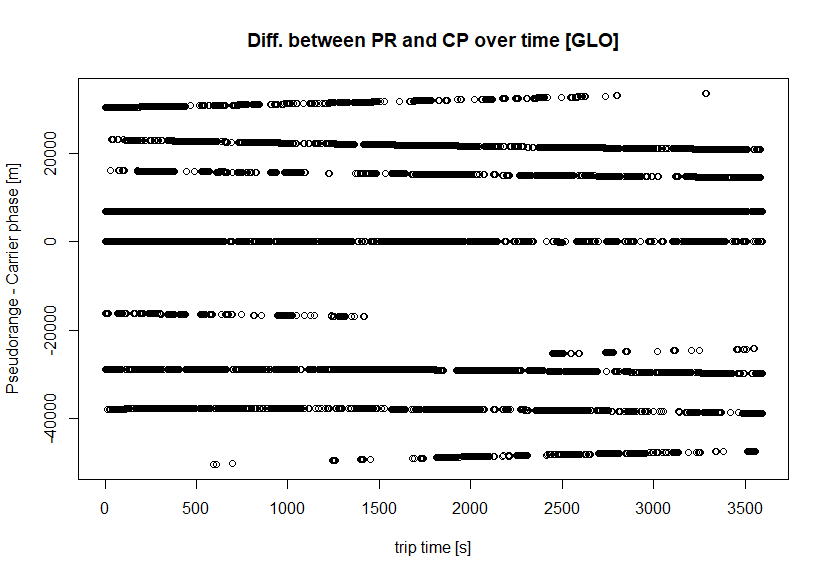 Diff. between PR and CP over time [GLO]
Pseudorange - Carrier phase [m]
20000
0
-20000
-40000
0 500 1000 1500 2000 2500 3000 3500
trip time [s]